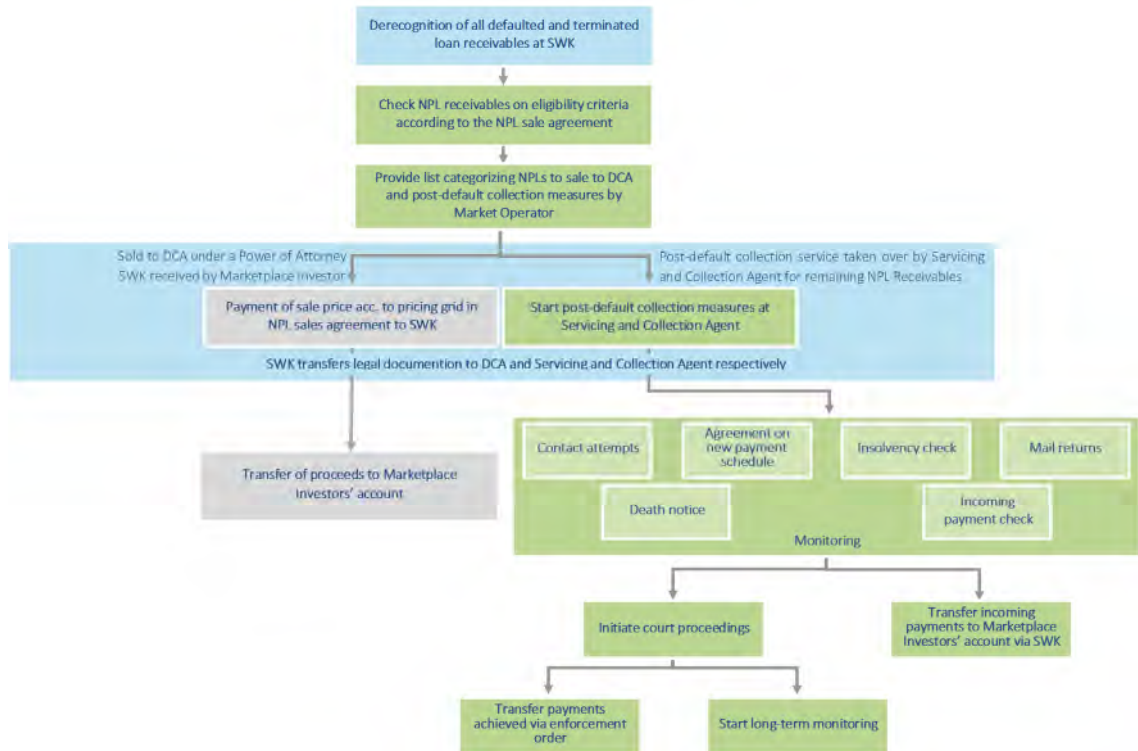 Derecognition of all defaulted and terminated
loan receivables at SWK
Check NPL receivables on eligibility criteria
according to the NPL sale agreement
Provide list categorizing NPLs to sale to DCA
and post-default collection measures by
Market Operator
Sold to DCA under a Power of Attorney
SWK received by Marketplace Investor
Post-default collection service taken over by Servicing
and Collection Agent for remaining NPL Receivables
Payment of sale price acc. to pricing grid in
NPL sales agreement to SWK
Start post-default collection measures at
Servicing and Collection Agent
SWK transfers legal documention to DCA and Servicing and Collection Agent respectively
Contact attempts
Agreement on
new payment
schedule
Insolvency check
Mail returns
Transfer of proceeds to Marketplace
Investors' account
Death notice
Incoming
payment check
Monitoring
Initiate court proceedings
Transfer incoming
payments to Marketplace
Investors' account via SWK
Transfer payments
achieved via enforcement
order
Start long-term monitoring